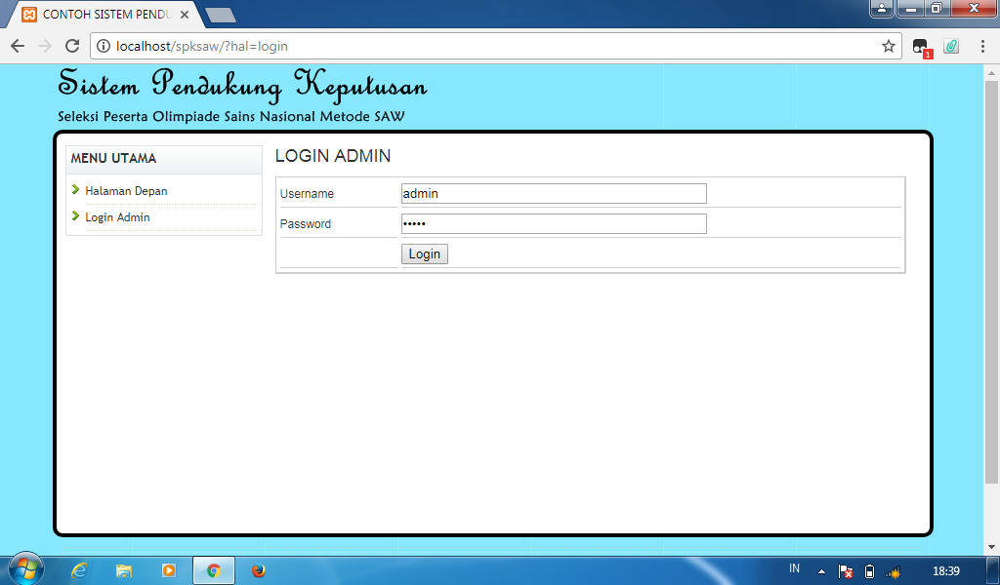 CONTOH SISTEM PENDU
localhost/spksaw/?hal=login
1
Sistem Pendukung Keputusan
Seleksi Peserta Olimpiade Sains Nasional Metode SAW
MENU UTAMA
Halaman Depan
Login Admin
LOGIN ADMIN
Username admin
Password •••••
Login
IN
18:39